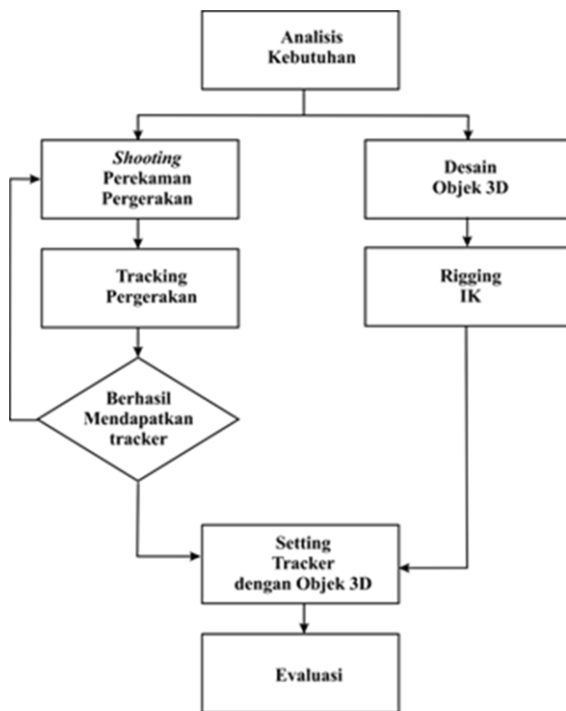 Analisis
Kebutuhan
Shooting
Perekaman
Pergerakan
Desain
Objek 3D
Tracking
Pergerakan
Rigging
IK
Berhasil
Mendapatkan
tracker
Setting
Tracker
dengan Objek 3D
Evaluasi